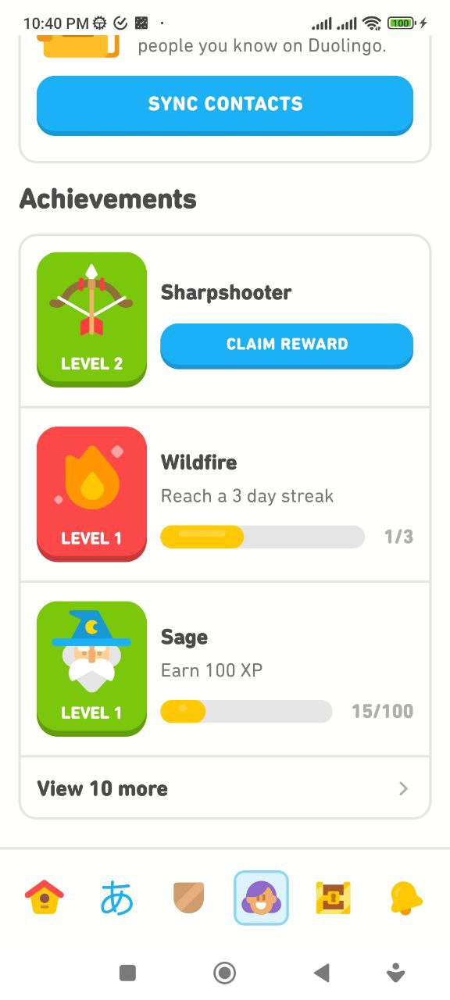 10:40 PM
100
people you know on Duolingo.
SYNC CONTACTS
Achievements
Sharpshooter
LEVEL 2
CLAIM REWARD
Wildfire
Reach a 3 day streak
LEVEL 1
1/3
Sage
Earn 100 XP
LEVEL 1
15/100
View 10 more
あ